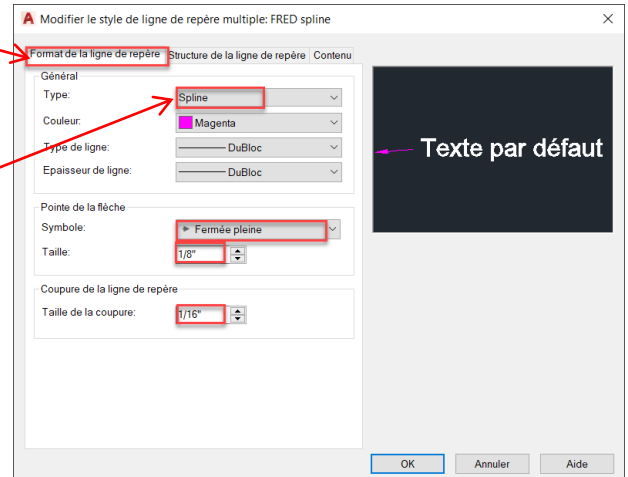 A Modifier le style de ligne de repère multiple: FRED spline
Format de la ligne de repère Structure de la ligne de repère Contenu
Général
Type: Spline
Couleur: Magenta
Type de ligne: DuBloc
Epaisseur de ligne: DuBloc
Pointe de la flèche
Symbole: Fermée pleine
Taille: 1/8"
Coupure de la ligne de repère
Taille de la coupure: 1/16"
Texte par défaut
OK Annuler Aide